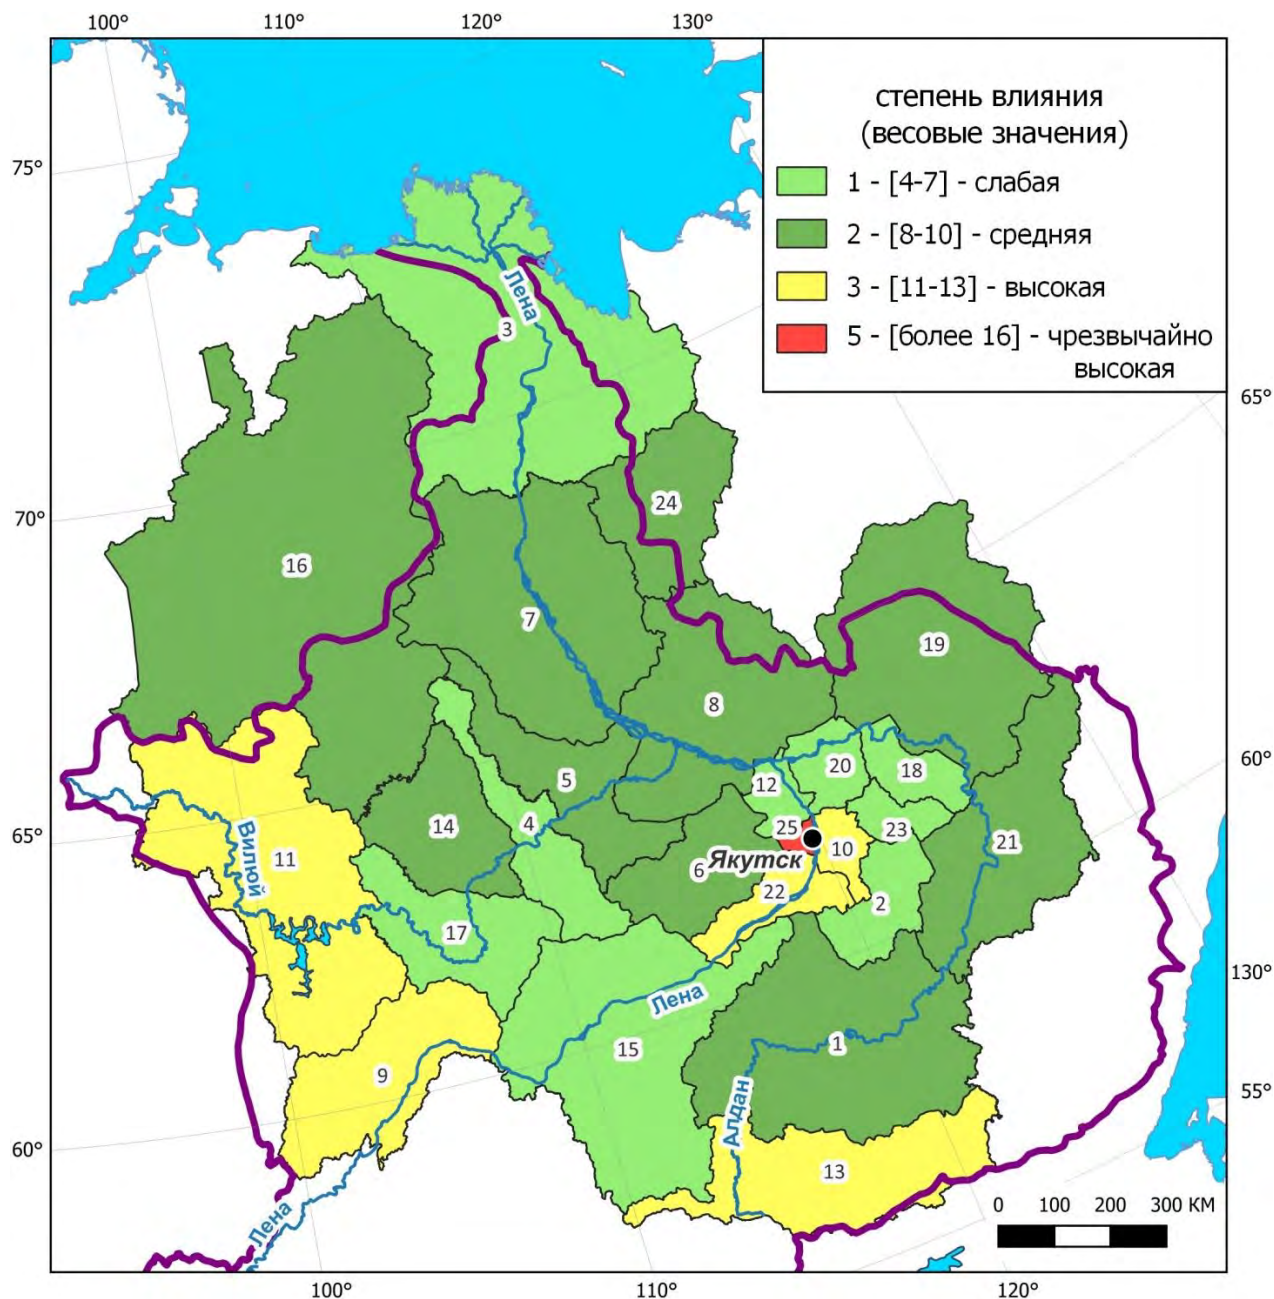 100° 110° 120° 130°
степень влияния
(весовые значения)
1 - [4-7] - слабая
2 - [8-10] - средняя
3 - [11-13] - высокая
5 - [более 16] - чрезвычайно
высокая
75°
Лена
3
65°
24
70°
16
7
19
8
5
12
20
18
60°
4
14
25
23
65°
Вилюй
11
10
21
Якутск
6
22
2
17
130°
Лена
1
15
9
55°
Алдан
60°
13
0 100 200 300 КМ
Лена
100° 110° 120°